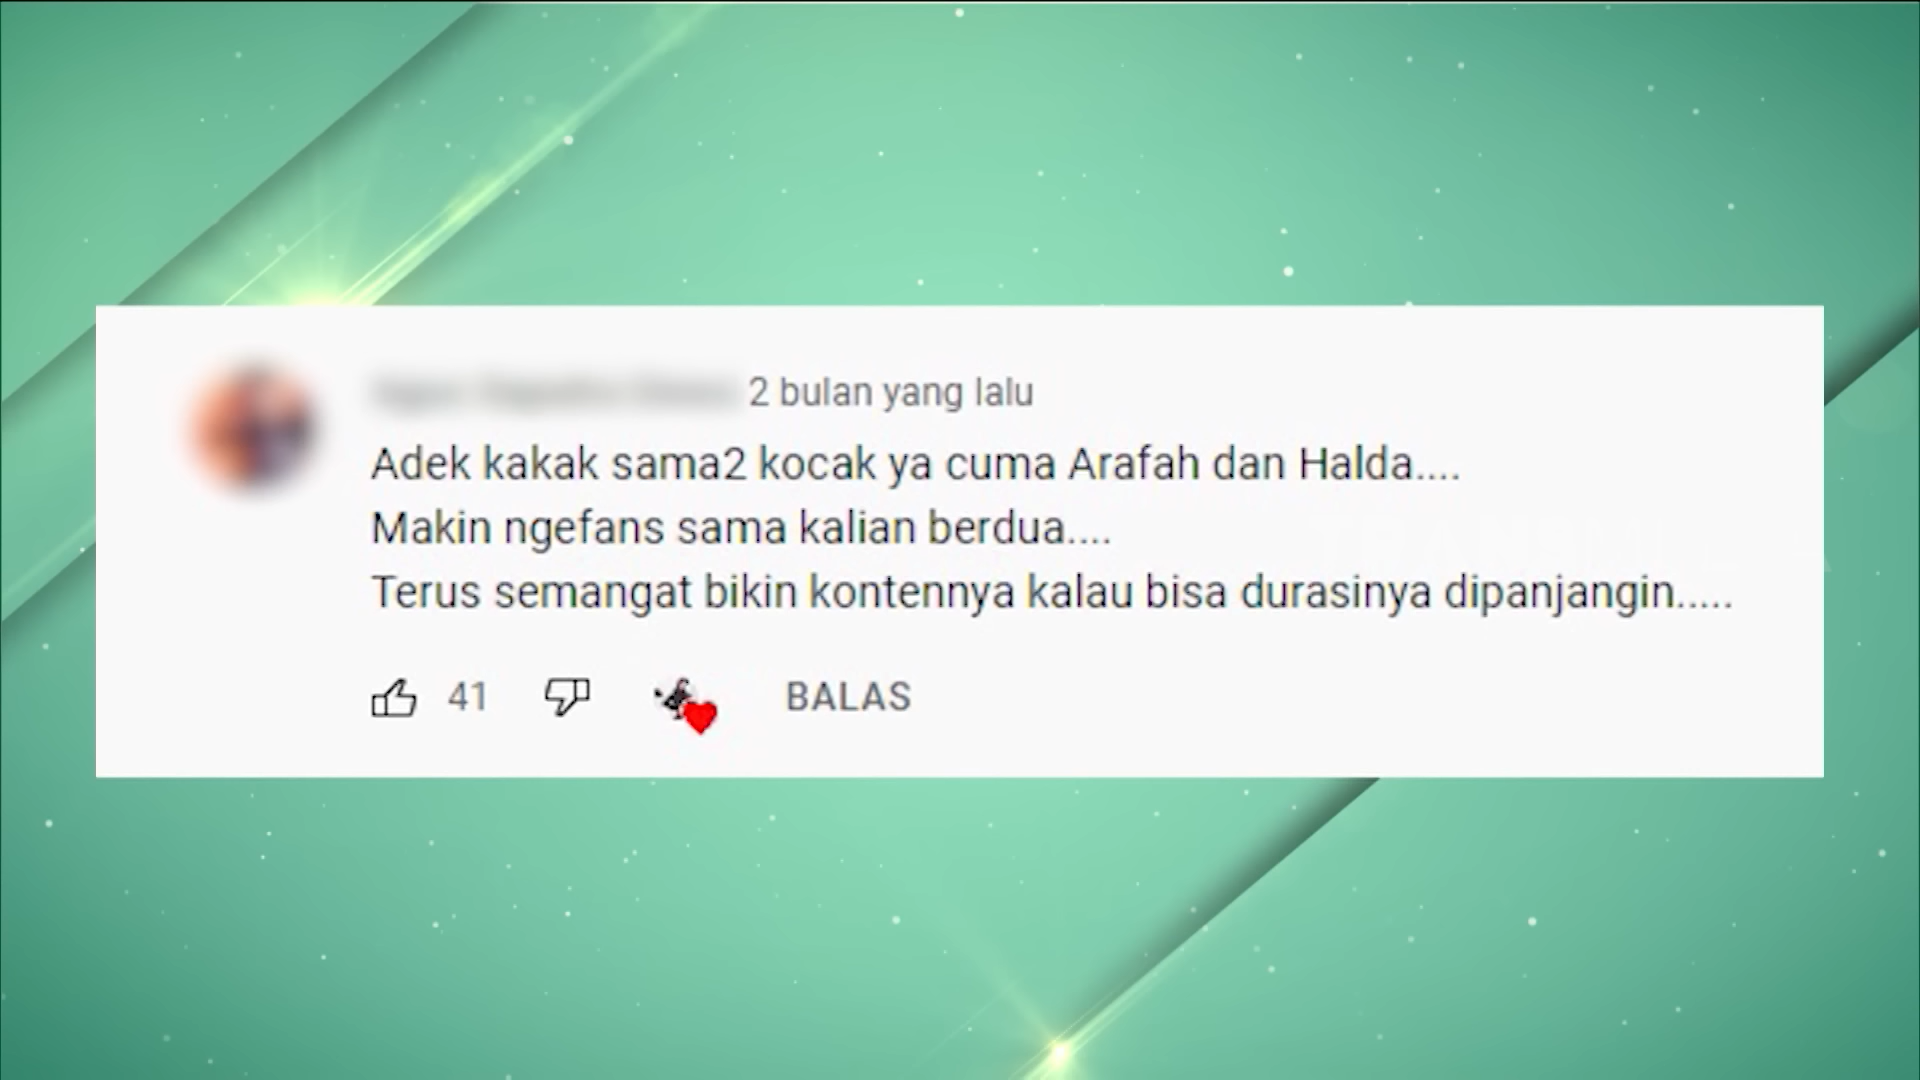 2 bulan yang lalu
Adek kakak sama2 kocak ya cuma Arafah dan Halda....
Makin ngefans sama kalian berdua....
Terus semangat bikin kontennya kalau bisa durasinya dipanjangin.....
41
BALAS